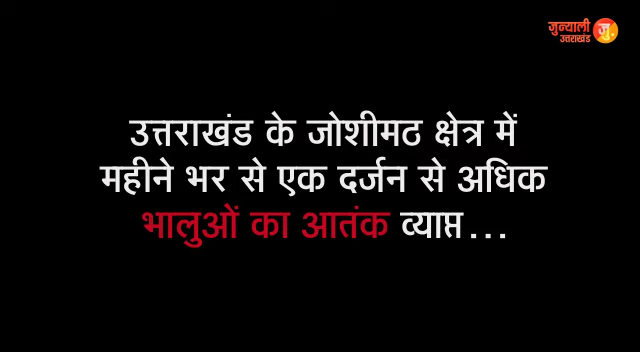 जुन्याली
उत्तराखंड
जु.
उत्तराखंड के जोशीमठ क्षेत्र में
महीने भर से एक दर्जन से अधिक
भालुओं का आतंक व्याप्त...